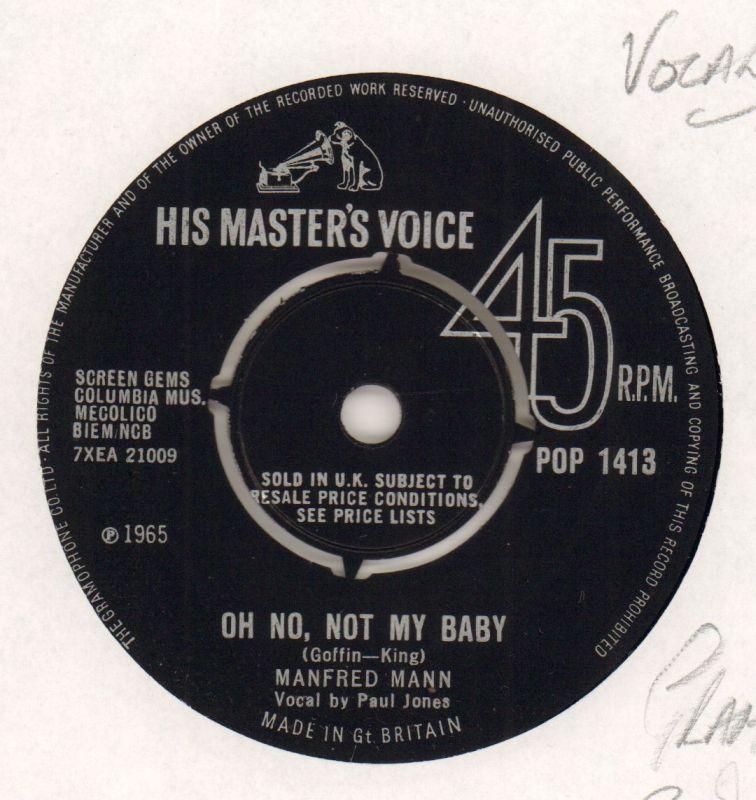 VOCAL
THE GRAMOPHONE CO LTD · ALL RIGHTS OF THE MANUFACTURER AND OF THE OWNER OF THE RECORDED WORK RESERVED · UNAUTHORISED PUBLIC PERFORMANCE BROADCASTING AND COPYING OF THIS RECORD PROHIBITED
HIS MASTER'S VOICE
45
R.P.M.
SCREEN GEMS
COLUMBIA MUS.
MECOLICO
BIEM/NCB
7XEA 21009
POP 1413
SOLD IN U.K. SUBJECT TO
RESALE PRICE CONDITIONS,
SEE PRICE LISTS
℗ 1965
OH NO, NOT MY BABY
(Goffin—King)
MANFRED MANN
Vocal by Paul Jones
MADE IN Gt. BRITAIN